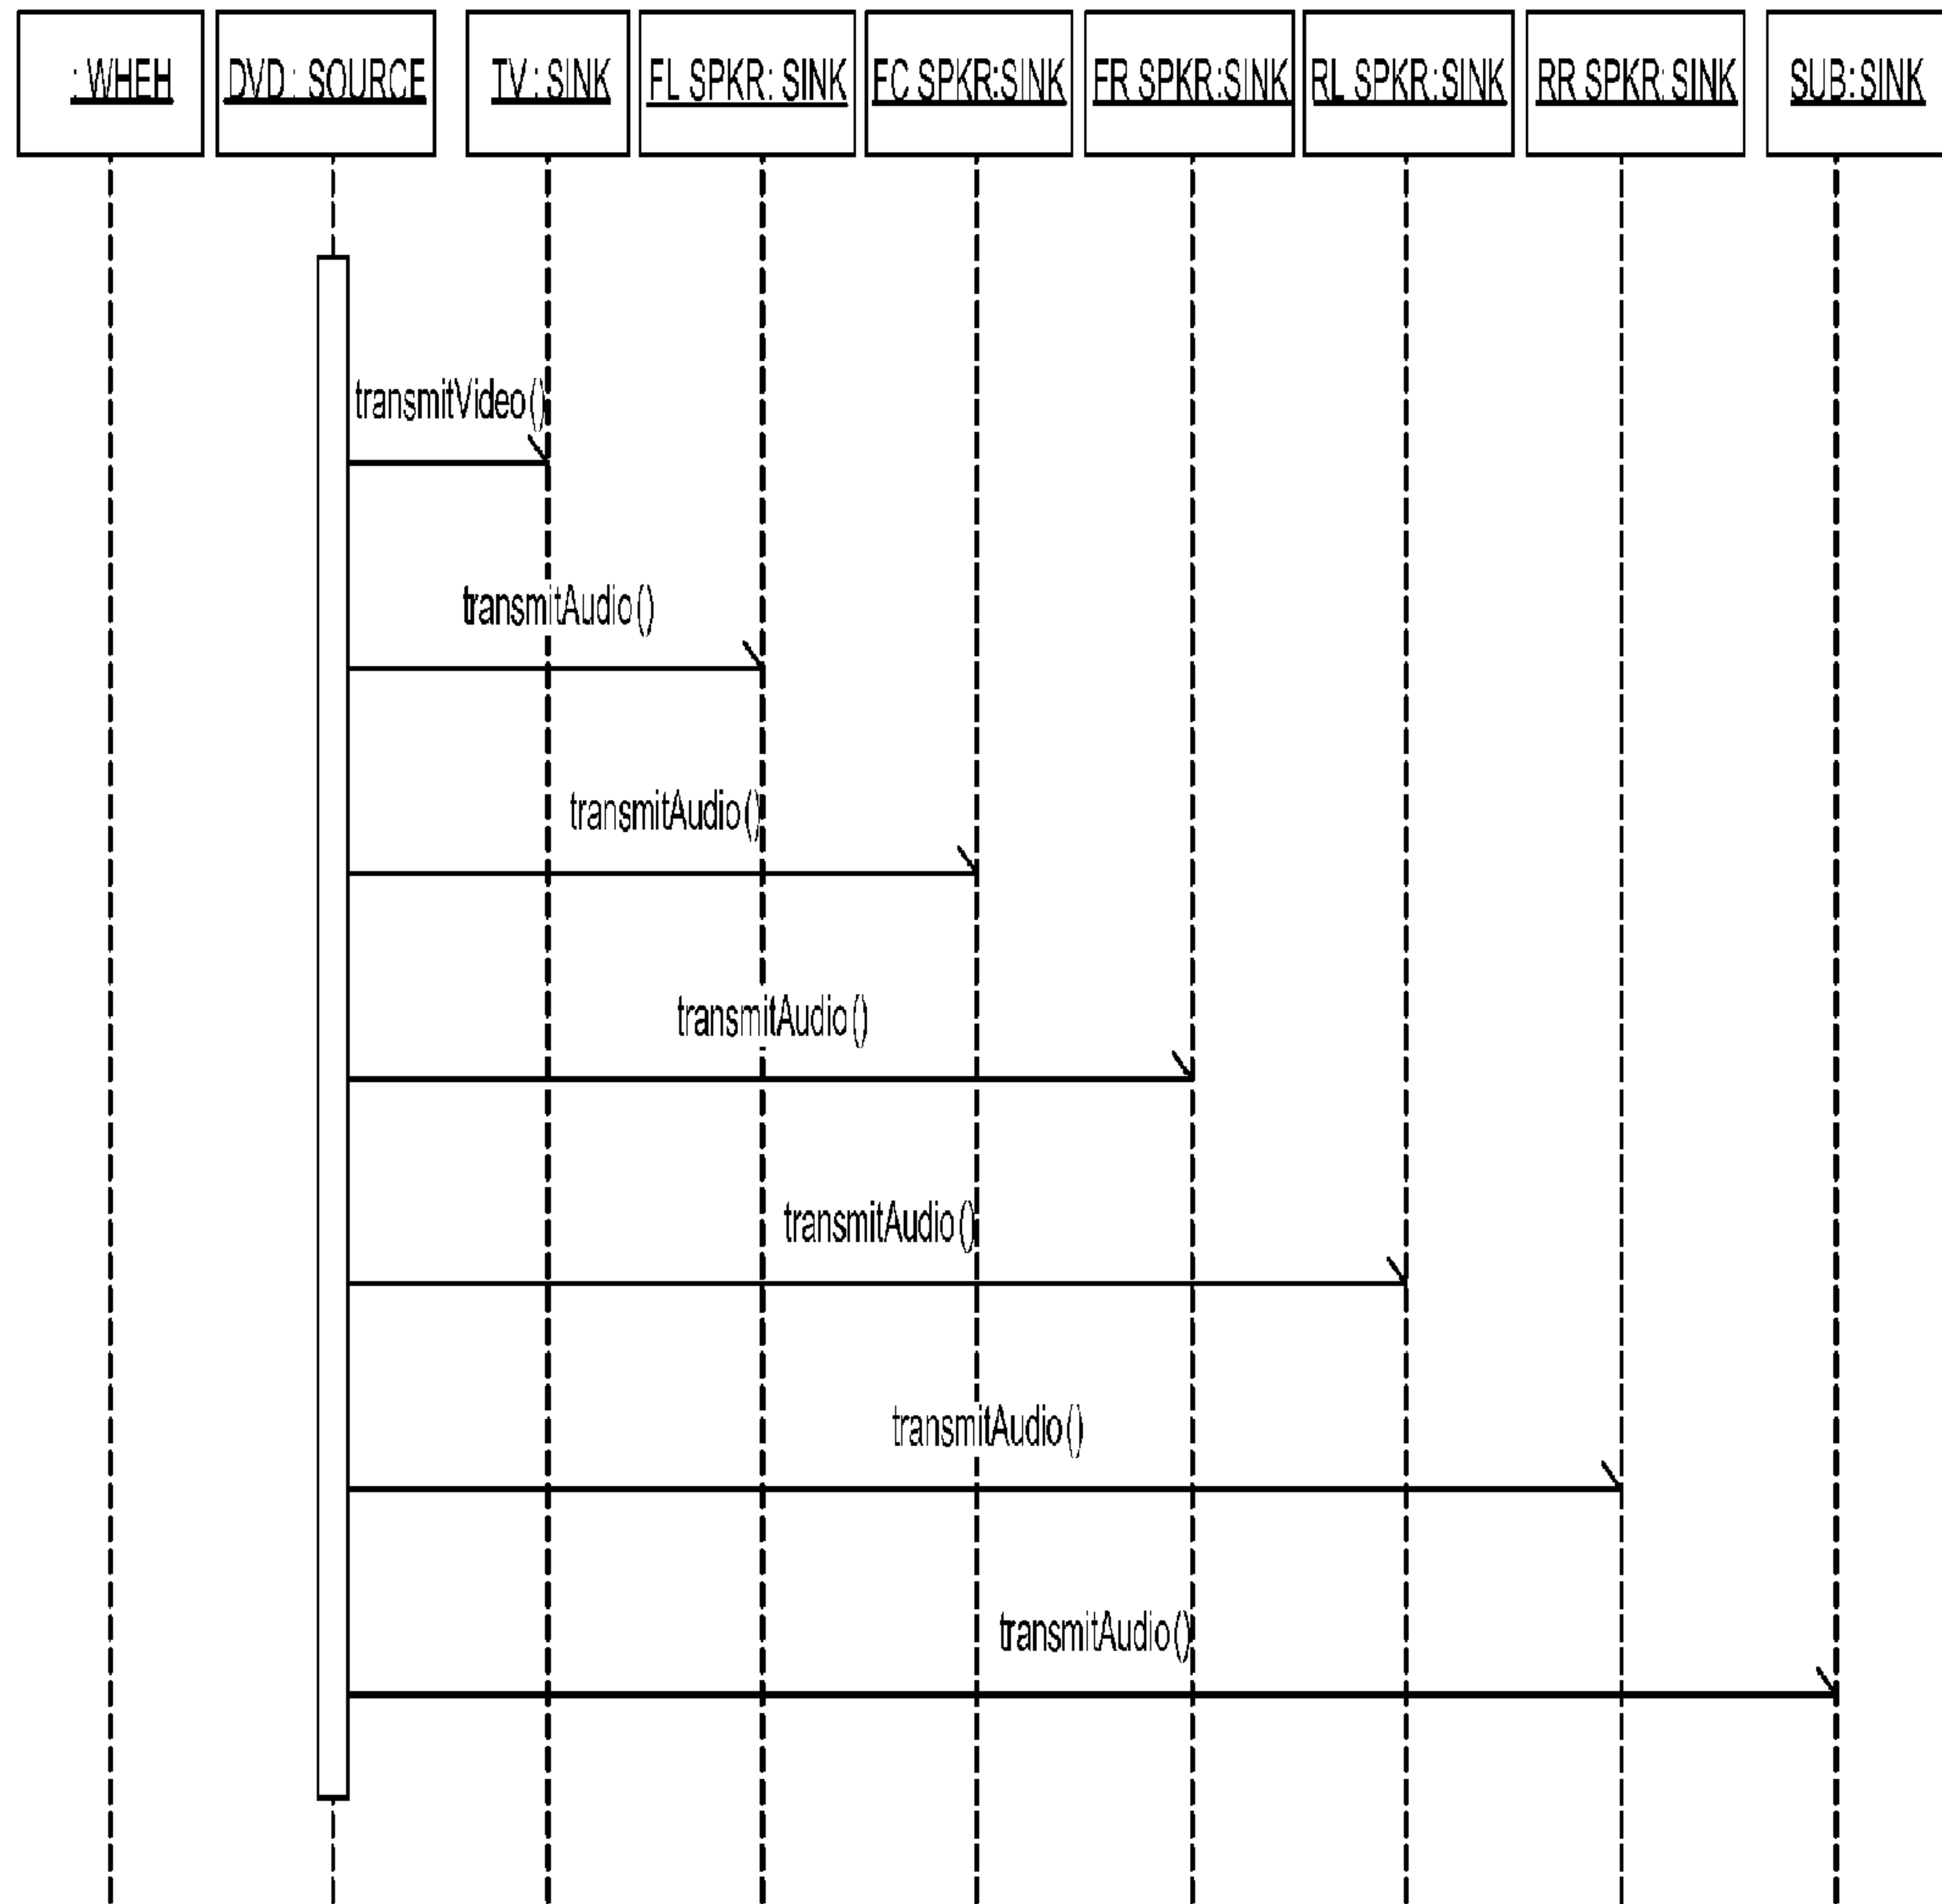 : WHEH
DVD : SOURCE
TV : SINK
FL SPKR : SINK
FC SPKR:SINK
FR SPKR:SINK
RL SPKR:SINK
RR SPKR:SINK
SUB:SINK
transmitVideo()
transmitAudio()
transmitAudio()
transmitAudio()
transmitAudio()
transmitAudio()
transmitAudio()